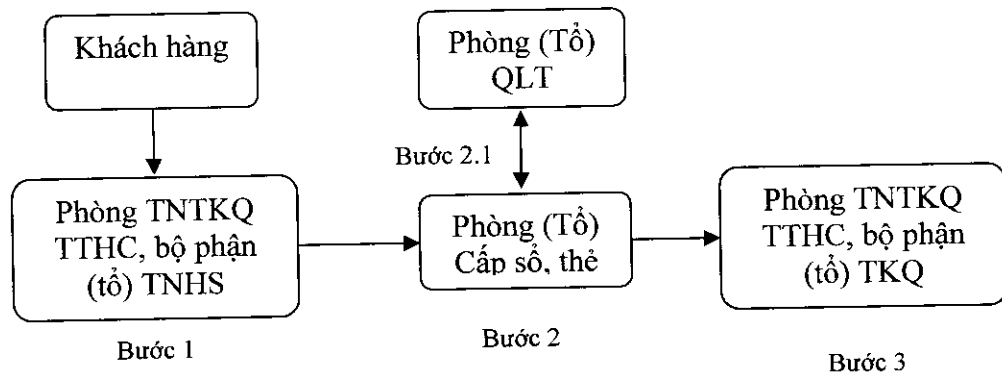 Khách hàng
Phòng (Tổ)
QLT
Bước 2.1
Phòng TNTKQ
TTHC, bộ phận
(tổ) TNHS
Phòng (Tổ)
Cấp sổ, thẻ
Phòng TNTKQ
TTHC, bộ phận
(tổ) TKQ
Bước 1
Bước 2
Bước 3